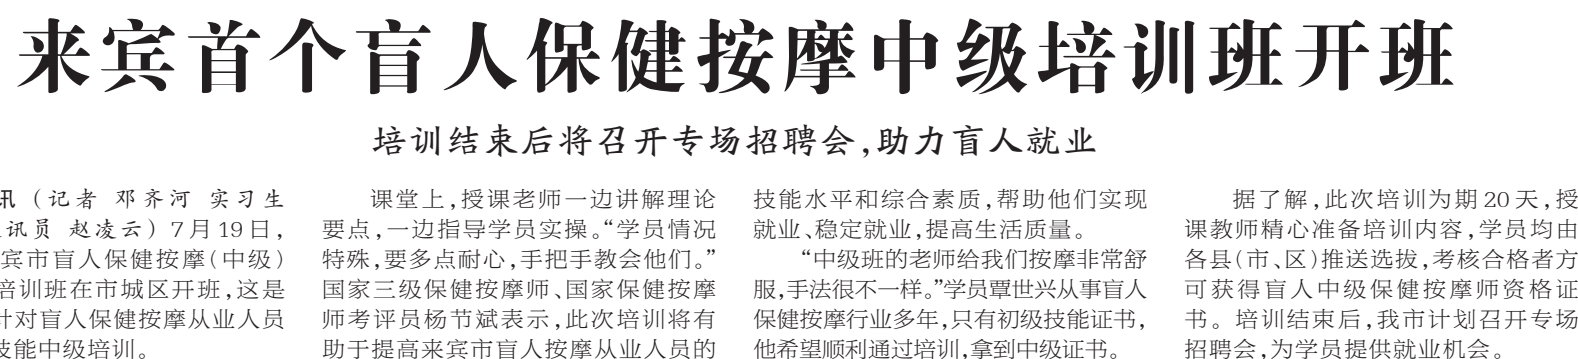 来宾首个盲人保健按摩中级培训班开班
培训结束后将召开专场招聘会,助力盲人就业
讯（记者 邓齐河 实习生
讯员 赵凌云）7月19日,
宾市盲人保健按摩(中级)
培训班在市城区开班,这是
针对盲人保健按摩从业人员
技能中级培训。
课堂上,授课老师一边讲解理论
要点,一边指导学员实操。“学员情况
特殊,要多点耐心,手把手教会他们。”
国家三级保健按摩师、国家保健按摩
师考评员杨节斌表示,此次培训将有
助于提高来宾市盲人按摩从业人员的
技能水平和综合素质,帮助他们实现
就业、稳定就业,提高生活质量。
“中级班的老师给我们按摩非常舒
服,手法很不一样。”学员覃世兴从事盲人
保健按摩行业多年,只有初级技能证书,
他希望顺利通过培训,拿到中级证书。
据了解,此次培训为期20天,授
课教师精心准备培训内容,学员均由
各县(市、区)推送选拔,考核合格者方
可获得盲人中级保健按摩师资格证
书。培训结束后,我市计划召开专场
招聘会,为学员提供就业机会。